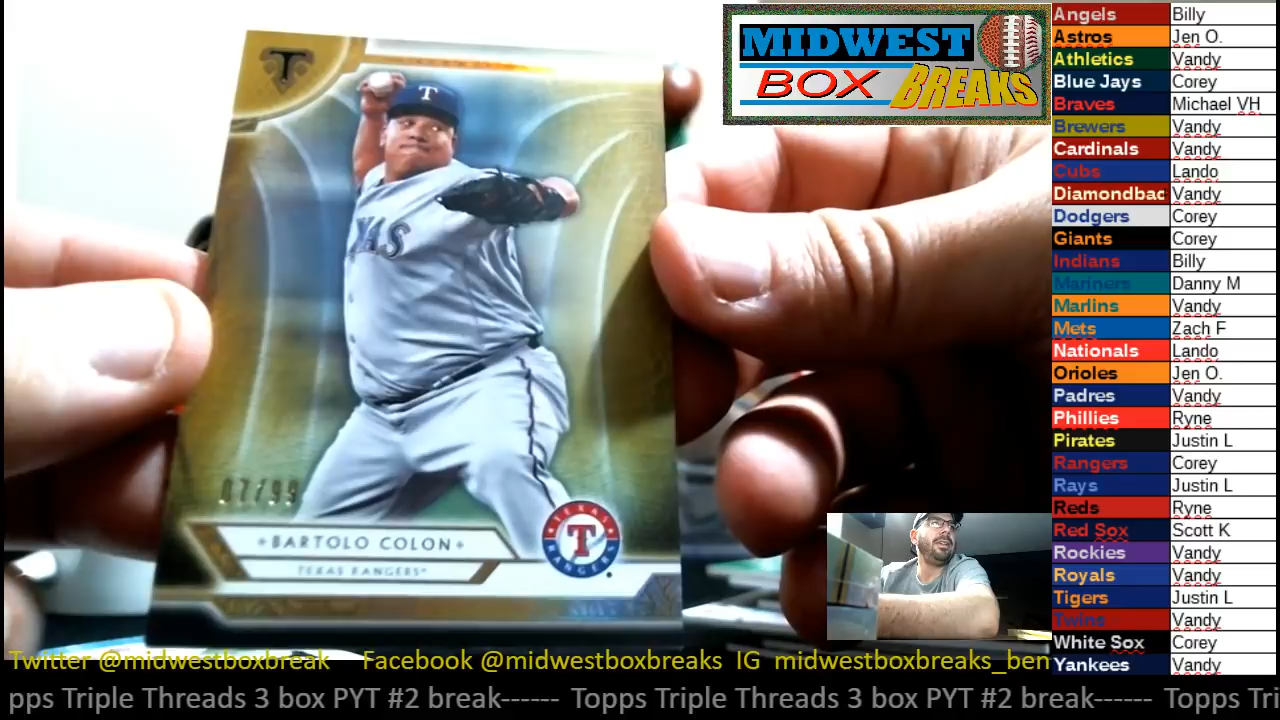 T
T
TEXAS
07/99
BARTOLO COLON
TEXAS RANGERS
TEXAS
T
RANGERS
MIDWEST
BOX BREAKS
Angels Billy
Astros Jen O.
Athletics Vandy
Blue Jays Corey
Braves Michael VH
Brewers Vandy
Cardinals Vandy
Cubs Lando
Diamondbac Vandy
Dodgers Corey
Giants Corey
Indians Billy
Mariners Danny M
Marlins Vandy
Mets Zach F
Nationals Lando
Orioles Jen O.
Padres Vandy
Phillies Ryne
Pirates Justin L
Rangers Corey
Rays Justin L
Reds Ryne
Red Sox Scott K
Rockies Vandy
Royals Vandy
Tigers Justin L
Twins Vandy
White Sox Corey
Yankees Vandy
Twitter @midwestboxbreak Facebook @midwestboxbreaks IG midwestboxbreaks_ben
pps Triple Threads 3 box PYT #2 break------ Topps Triple Threads 3 box PYT #2 break------ Topps Tri